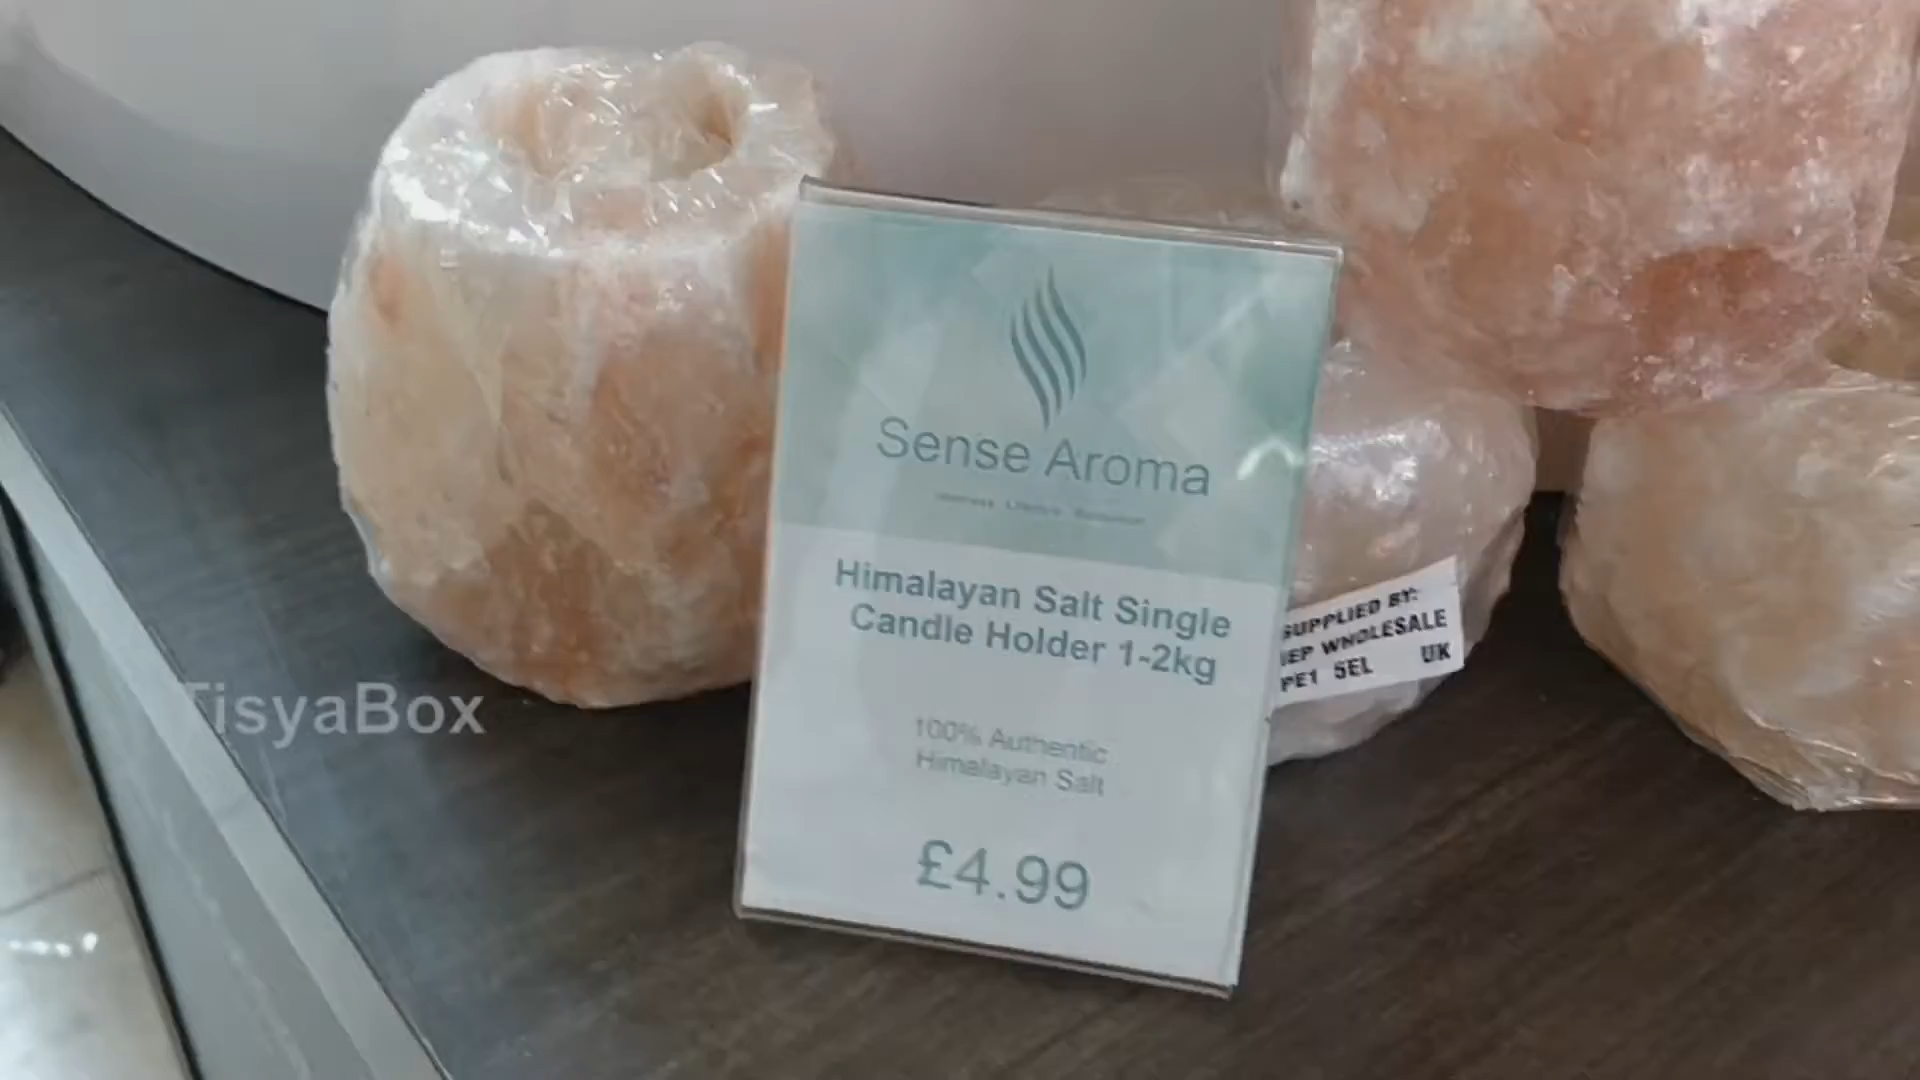 Sense Aroma
Himalayan Salt Single
Candle Holder 1-2kg
100% Authentic
Himalayan Salt
£4.99
SUPPLIED BY:
IEP WHOLESALE
PE1 5EL UK
TisyaBox